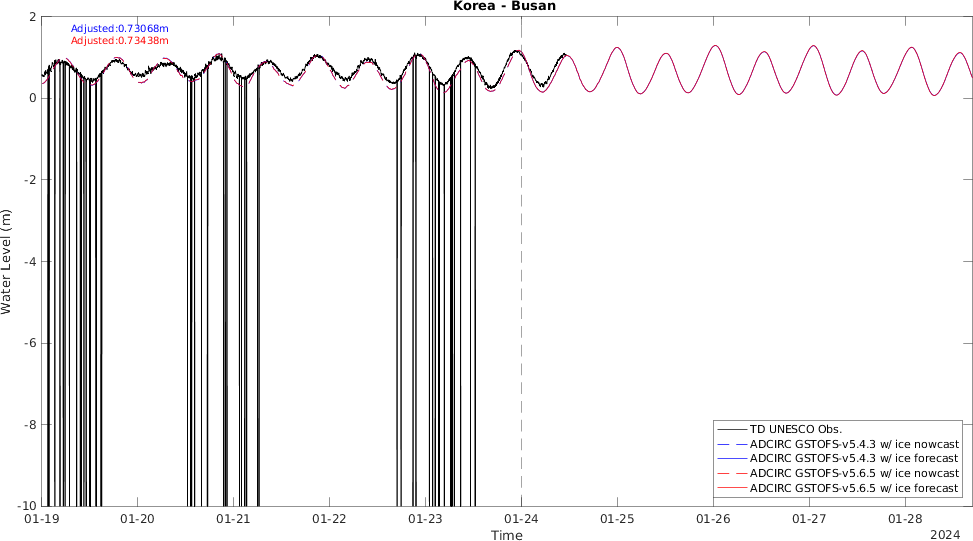 Korea - Busan
Adjusted:0.73068m
Adjusted:0.73438m
2
0
-2
-4
-6
-8
-10
Water Level (m)
01-19 01-20 01-21 01-22 01-23 01-24 01-25 01-26 01-27 01-28
Time
2024
TD UNESCO Obs.
ADCIRC GSTOFS-v5.4.3 w/ ice nowcast
ADCIRC GSTOFS-v5.4.3 w/ ice forecast
ADCIRC GSTOFS-v5.6.5 w/ ice nowcast
ADCIRC GSTOFS-v5.6.5 w/ ice forecast